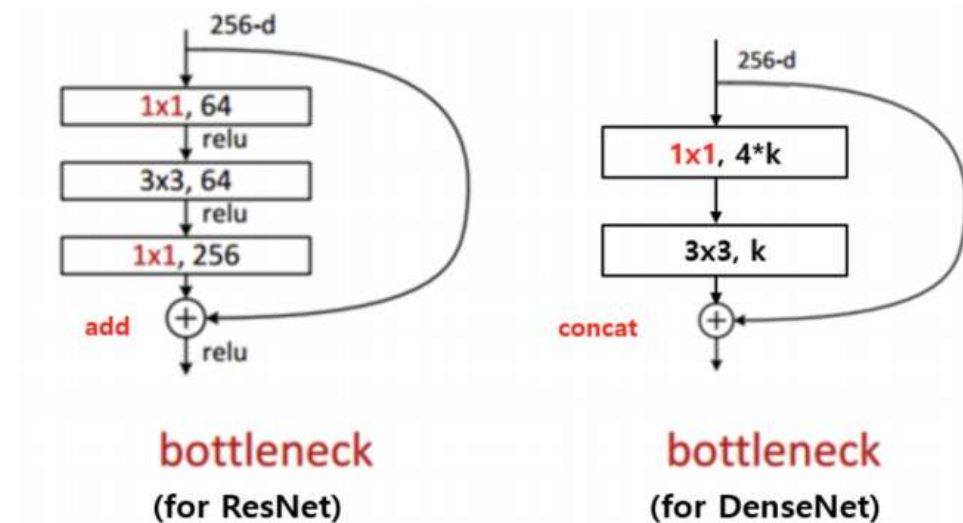 256-d
1x1, 64
relu
3x3, 64
relu
1x1, 256
add
+
relu
bottleneck
(for ResNet)
256-d
1x1, 4*k
3x3, k
concat
+
bottleneck
(for DenseNet)